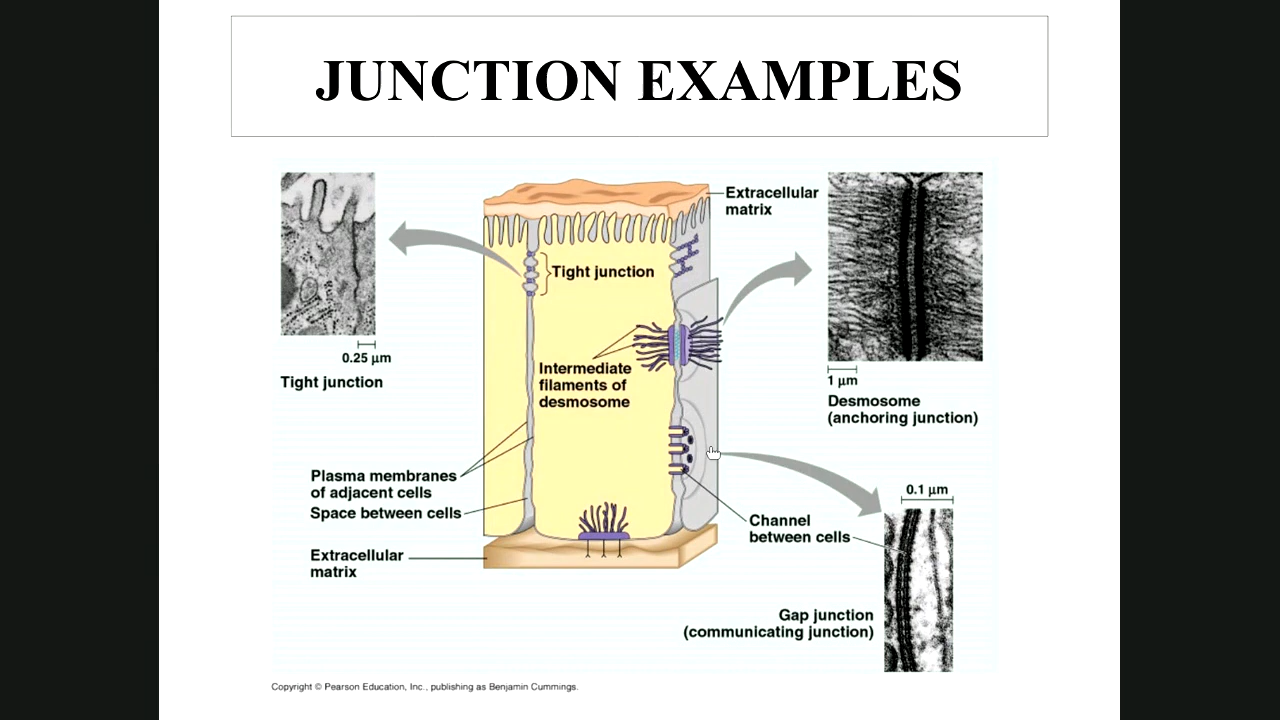 JUNCTION EXAMPLES
Extracellular
matrix
Tight junction
0.25 µm
Tight junction
Intermediate
filaments of
desmosome
1 µm
Desmosome
(anchoring junction)
Plasma membranes
of adjacent cells
Space between cells
Extracellular
matrix
0.1 µm
Channel
between cells
Gap junction
(communicating junction)
Copyright © Pearson Education, Inc., publishing as Benjamin Cummings.